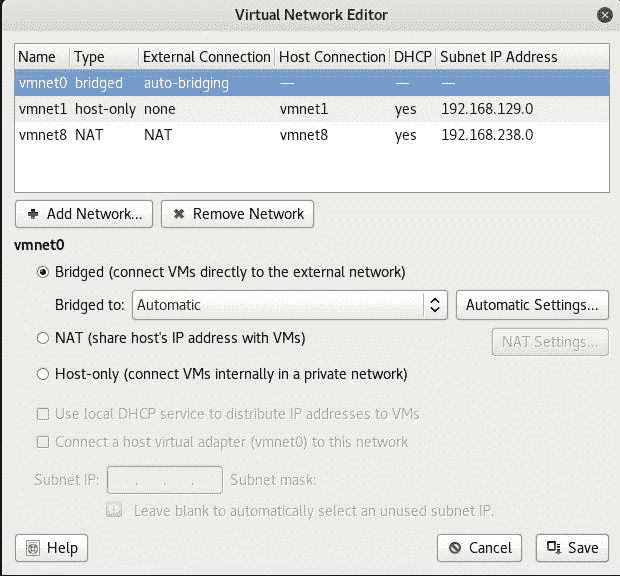 Virtual Network Editor
Name Type External Connection Host Connection DHCP Subnet IP Address
vmnet0 bridged auto-bridging — — —
vmnet1 host-only none vmnet1 yes 192.168.129.0
vmnet8 NAT NAT vmnet8 yes 192.168.238.0
Add Network... Remove Network
vmnet0
Bridged (connect VMs directly to the external network)
Bridged to: Automatic Automatic Settings...
NAT (share host's IP address with VMs) NAT Settings...
Host-only (connect VMs internally in a private network)
Use local DHCP service to distribute IP addresses to VMs
Connect a host virtual adapter (vmnet0) to this network
Subnet IP: . . . Subnet mask:
Leave blank to automatically select an unused subnet IP.
Help Cancel Save